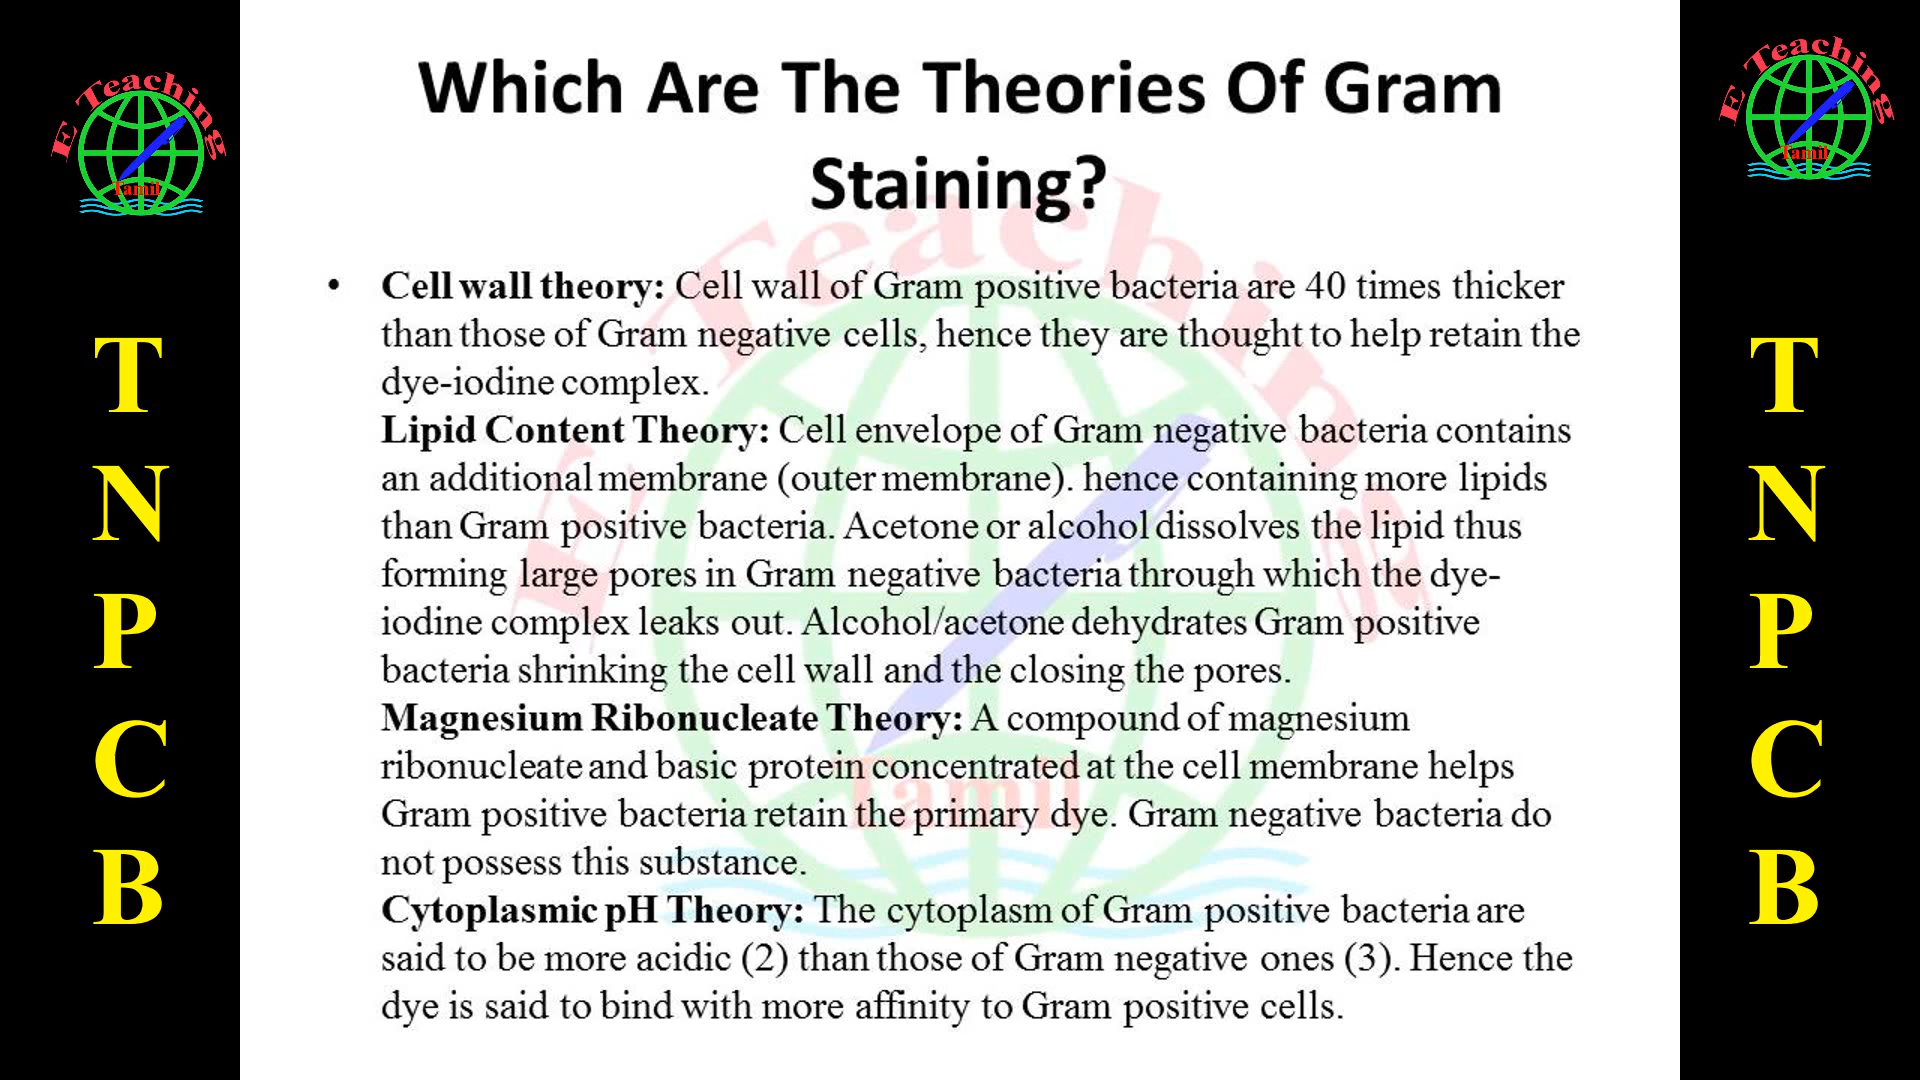 Which Are The Theories Of Gram
Staining?
• Cell wall theory: Cell wall of Gram positive bacteria are 40 times thicker
than those of Gram negative cells, hence they are thought to help retain the
dye-iodine complex.
Lipid Content Theory: Cell envelope of Gram negative bacteria contains
an additional membrane (outer membrane). hence containing more lipids
than Gram positive bacteria. Acetone or alcohol dissolves the lipid thus
forming large pores in Gram negative bacteria through which the dye-
iodine complex leaks out. Alcohol/acetone dehydrates Gram positive
bacteria shrinking the cell wall and the closing the pores.
Magnesium Ribonucleate Theory: A compound of magnesium
ribonucleate and basic protein concentrated at the cell membrane helps
Gram positive bacteria retain the primary dye. Gram negative bacteria do
not possess this substance.
Cytoplasmic pH Theory: The cytoplasm of Gram positive bacteria are
said to be more acidic (2) than those of Gram negative ones (3). Hence the
dye is said to bind with more affinity to Gram positive cells.
E Teaching
Tamil
T
N
P
C
B
E Teaching
Tamil
T
N
P
C
B
E Teaching
Tamil